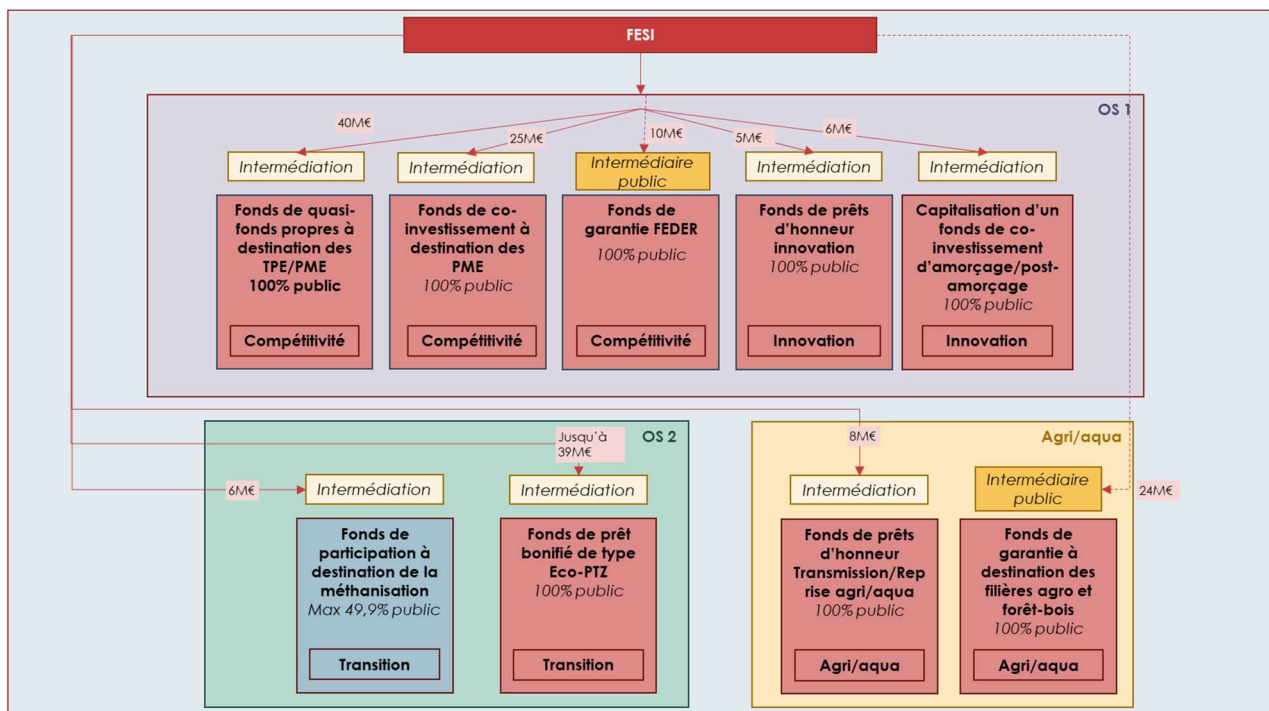 FESI
OS 1
40M€
25M€
10M€
5M€
6M€
Intermédiation
Intermédiation
Intermédiaire
public
Intermédiation
Intermédiation
Fonds de quasi-
fonds propres à
destination des
TPE/PME
100% public
Compétitivité
Fonds de co-
investissement à
destination des
PME
100% public
Compétitivité
Fonds de
garantie FEDER
100% public
Compétitivité
Fonds de prêts
d'honneur
innovation
100% public
Innovation
Capitalisation d'un
fonds de co-
investissement
d'amorçage/post-
amorçage
100% public
Innovation
OS 2
6M€
Jusqu'à
39M€
Intermédiation
Intermédiation
Fonds de
participation à
destination de la
méthanisation
Max 49,9% public
Transition
Fonds de prêt
bonifié de type
Eco-PTZ
100% public
Transition
Agri/aqua
8M€
24M€
Intermédiation
Intermédiaire
public
Fonds de prêts
d'honneur
Transmission/Rep
rise agri/aqua
100% public
Agri/aqua
Fonds de
garantie à
destination des
filières agro et
forêt-bois
100% public
Agri/aqua